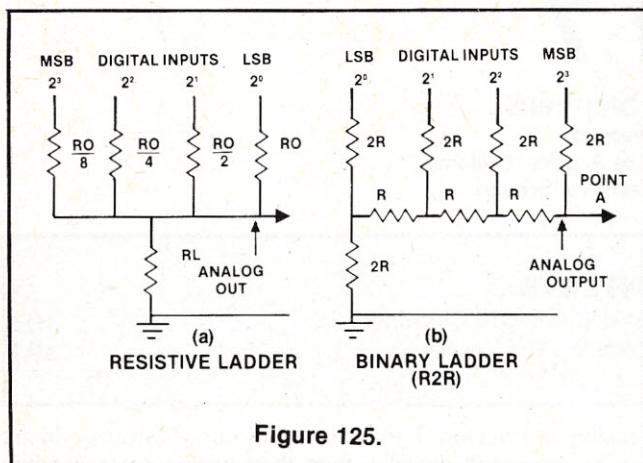 MSB DIGITAL INPUTS LSB
2³ 2² 2¹ 2⁰
RO/8 RO/4 RO/2 RO
RL
ANALOG
OUT
(a)
RESISTIVE LADDER
LSB DIGITAL INPUTS MSB
2⁰ 2¹ 2² 2³
2R 2R 2R 2R
POINT
A
R R R
2R
ANALOG
OUTPUT
(b)
BINARY LADDER
(R2R)
Figure 125.